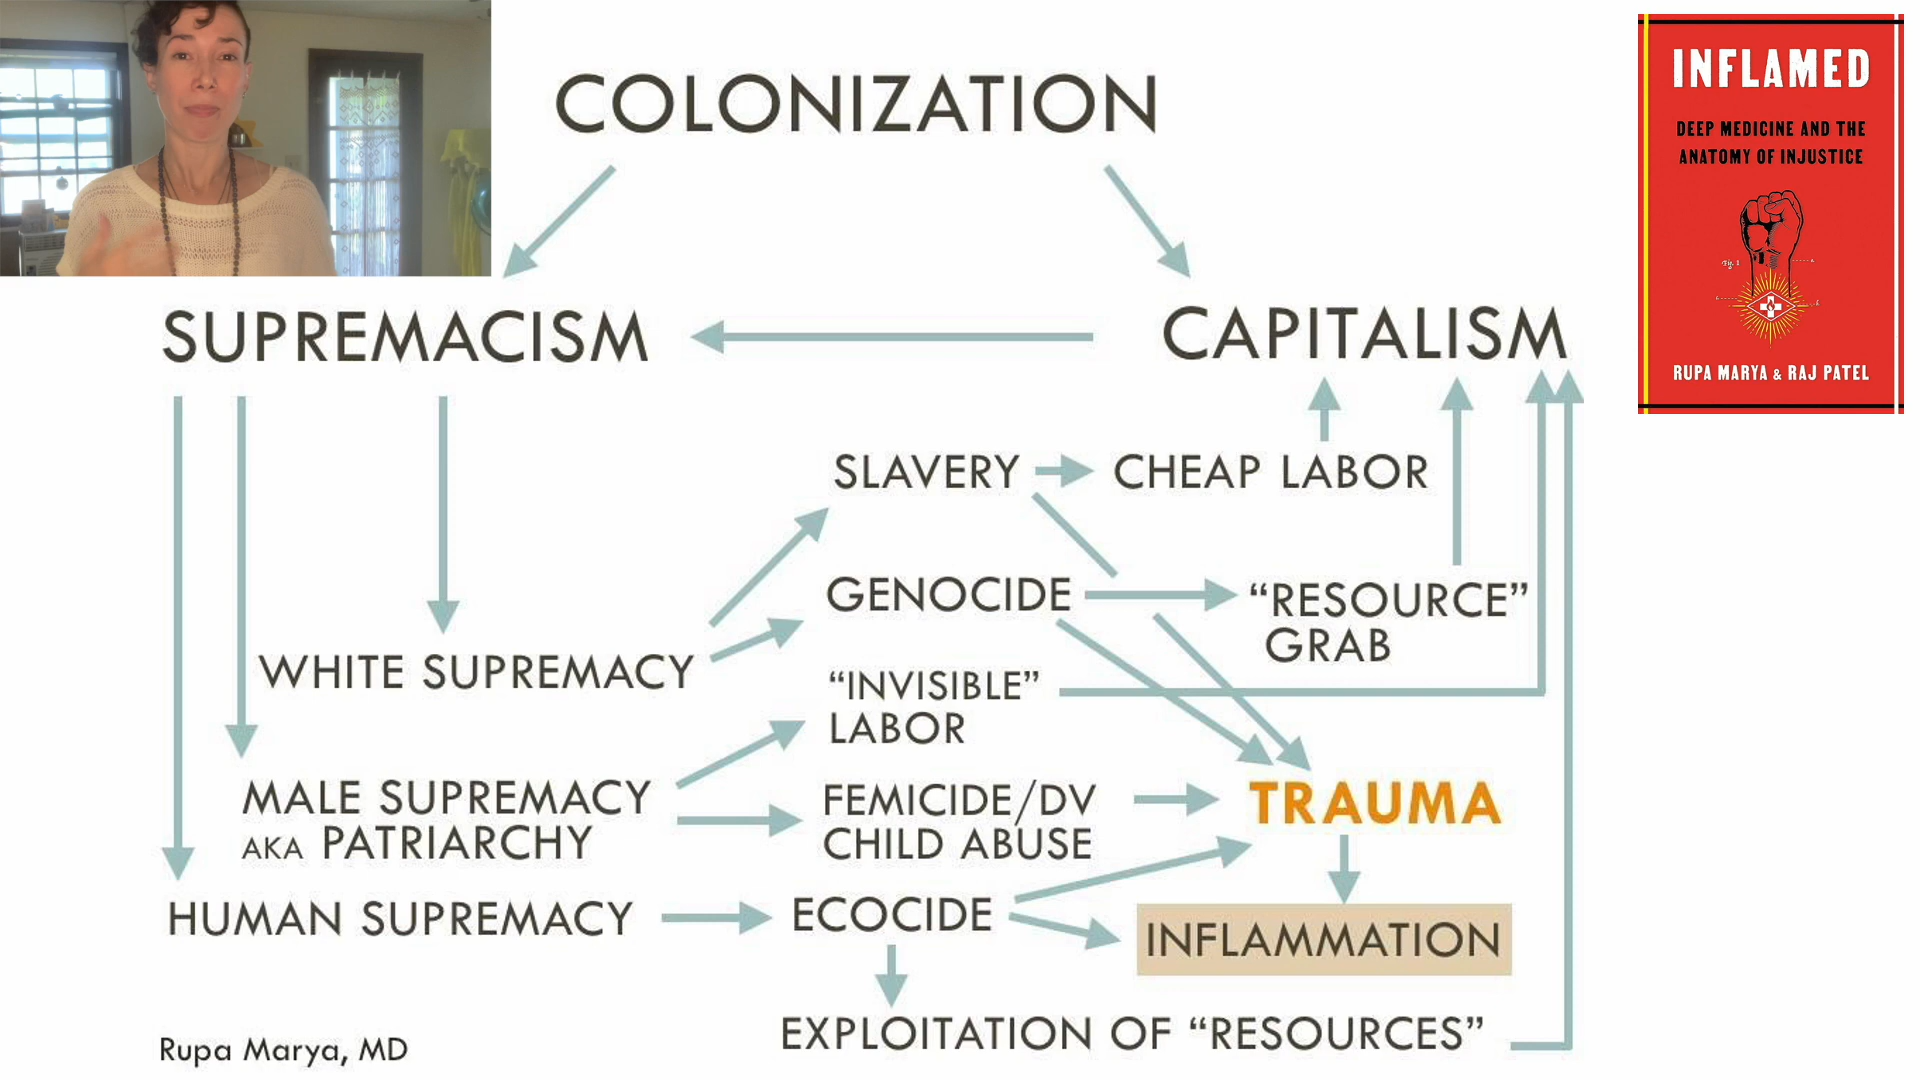 COLONIZATION
SUPREMACISM
CAPITALISM
SLAVERY
CHEAP LABOR
GENOCIDE
“RESOURCE”
GRAB
WHITE SUPREMACY
“INVISIBLE”
LABOR
MALE SUPREMACY
AKA PATRIARCHY
FEMICIDE/DV
CHILD ABUSE
TRAUMA
HUMAN SUPREMACY
ECOCIDE
INFLAMMATION
EXPLOITATION OF “RESOURCES”
Rupa Marya, MD
INFLAMED
DEEP MEDICINE AND THE
ANATOMY OF INJUSTICE
Fig. 1
RUPA MARYA & RAJ PATEL